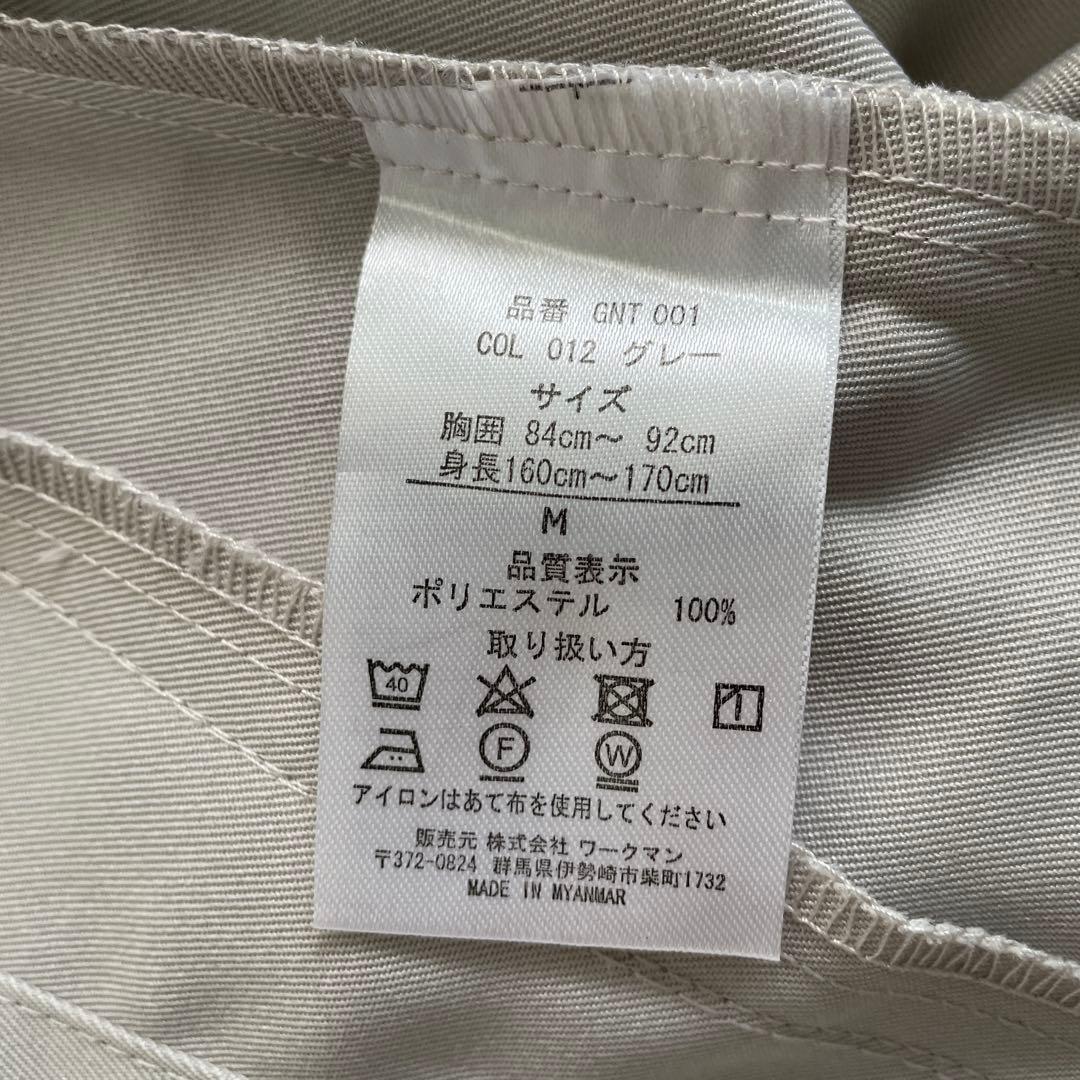 品番 GNT 001
COL 012 グレー
サイズ
胸囲 84cm～ 92cm
身長160cm～170cm
M
品質表示
ポリエステル 100%
取り扱い方
40
F W
アイロンはあて布を使用してください
販売元 株式会社 ワークマン
〒372-0824 群馬県伊勢崎市柴町1732
MADE IN MYANMAR